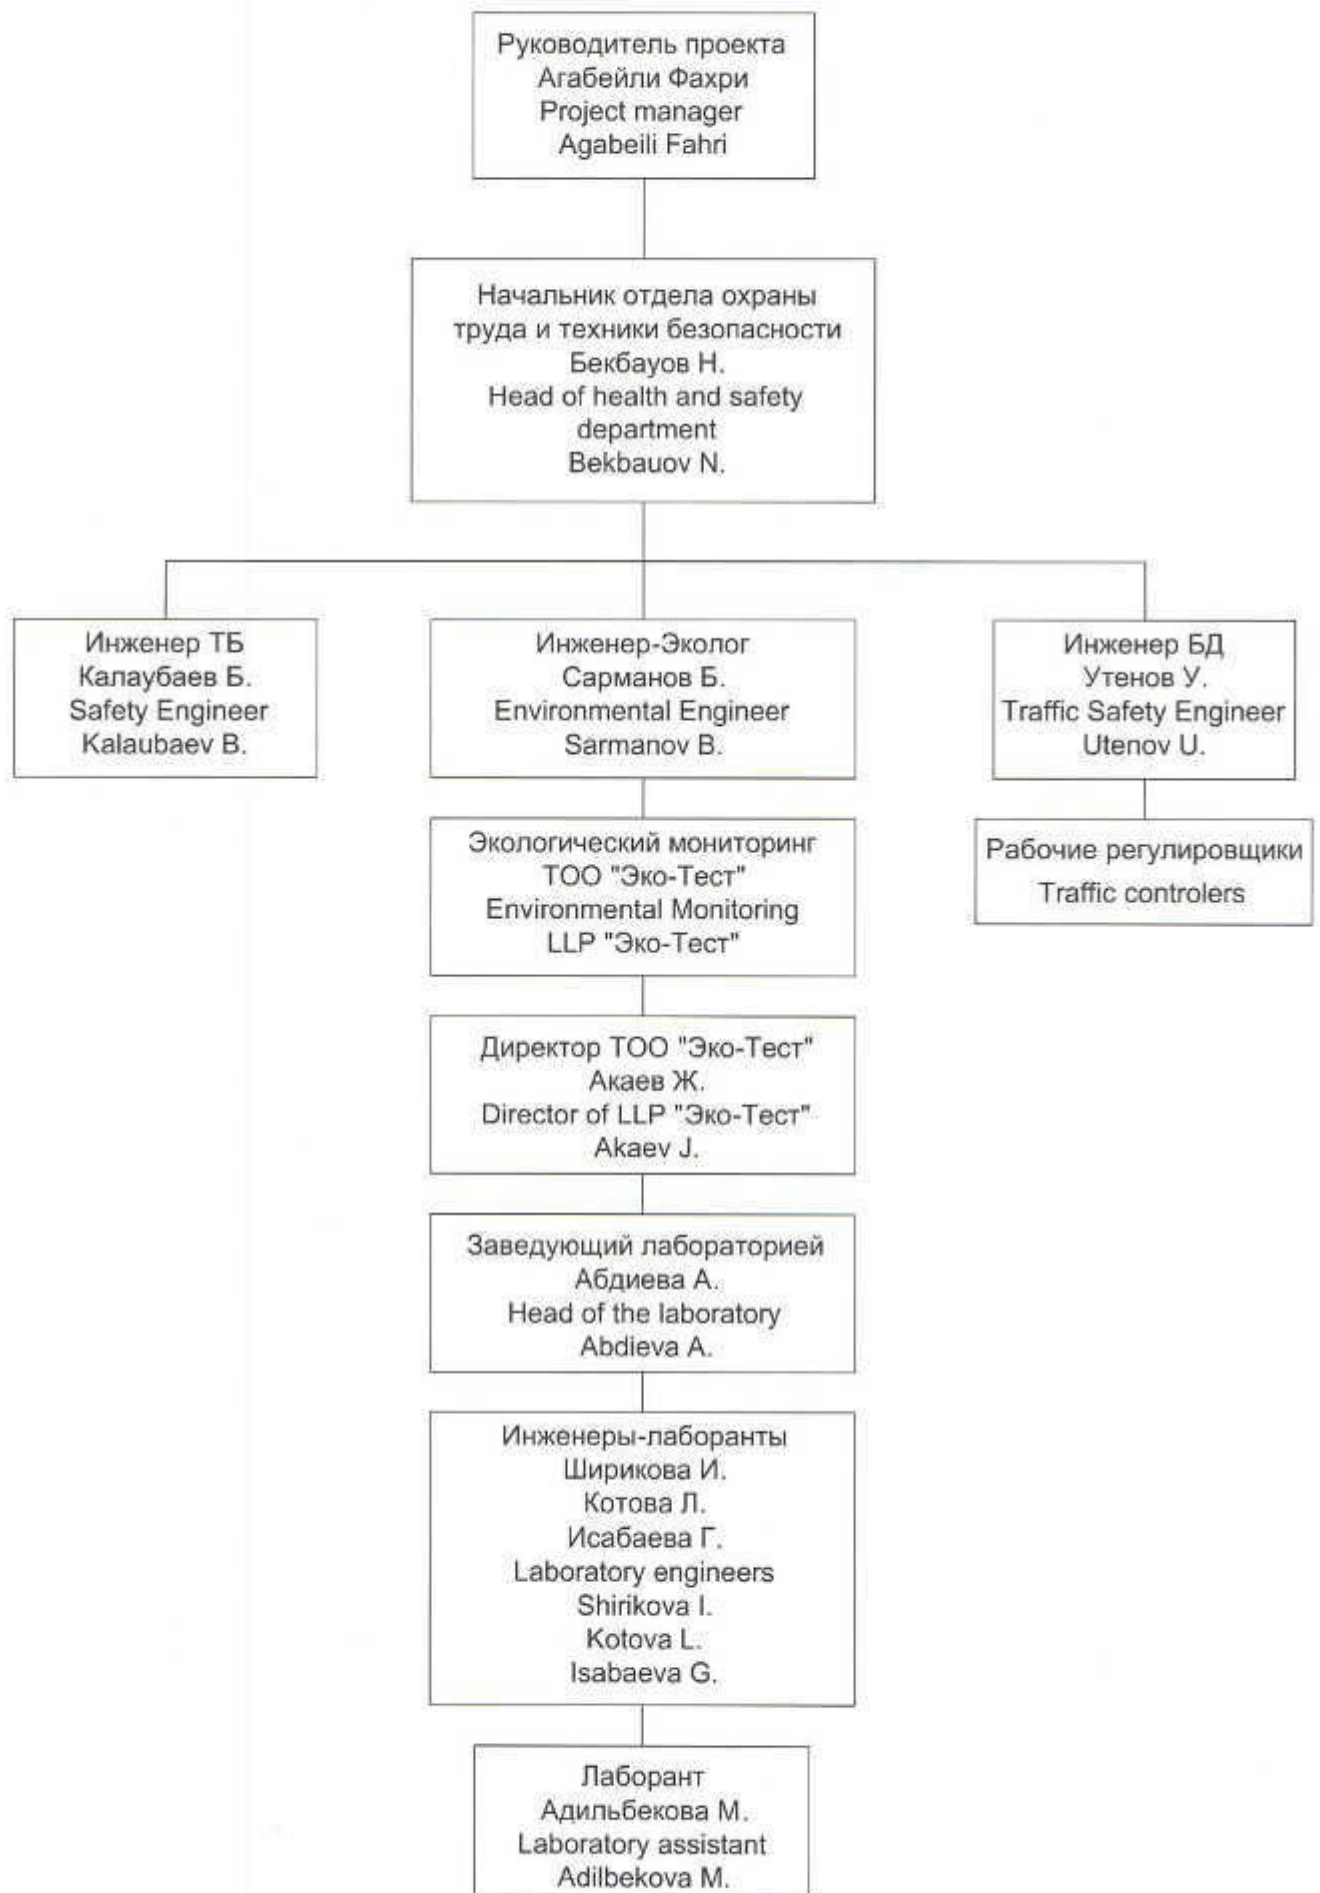 Руководитель проекта
Агабейли Фахри
Project manager
Agabeili Fahri
Начальник отдела охраны
труда и техники безопасности
Бекбауов Н.
Head of health and safety
department
Bekbauov N.
Инженер ТБ
Калаубаев Б.
Safety Engineer
Kalaubaev B.
Инженер-Эколог
Сарманов Б.
Environmental Engineer
Sarmanov B.
Инженер БД
Утенов У.
Traffic Safety Engineer
Utenov U.
Экологический мониторинг
ТОО "Эко-Тест"
Environmental Monitoring
LLP "Эко-Тест"
Рабочие регулировщики
Traffic controlers
Директор ТОО "Эко-Тест"
Акаев Ж.
Director of LLP "Эко-Тест"
Akaev J.
Заведующий лабораторией
Абдиева А.
Head of the laboratory
Abdieva A.
Инженеры-лаборанты
Ширикова И.
Котова Л.
Исабаева Г.
Laboratory engineers
Shirikova I.
Kotova L.
Isabaeva G.
Лаборант
Адильбекова М.
Laboratory assistant
Adilbekova M.